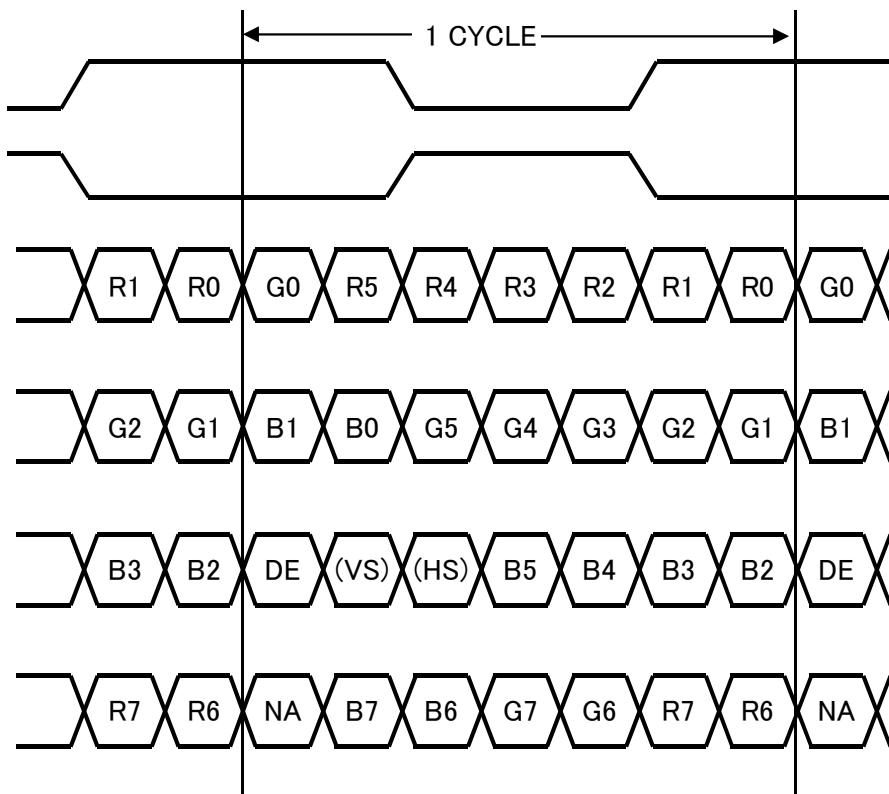 1 CYCLE
R1 R0 G0 R5 R4 R3 R2 R1 R0 G0
G2 G1 B1 B0 G5 G4 G3 G2 G1 B1
B3 B2 DE (VS) (HS) B5 B4 B3 B2 DE
R7 R6 NA B7 B6 G7 G6 R7 R6 NA